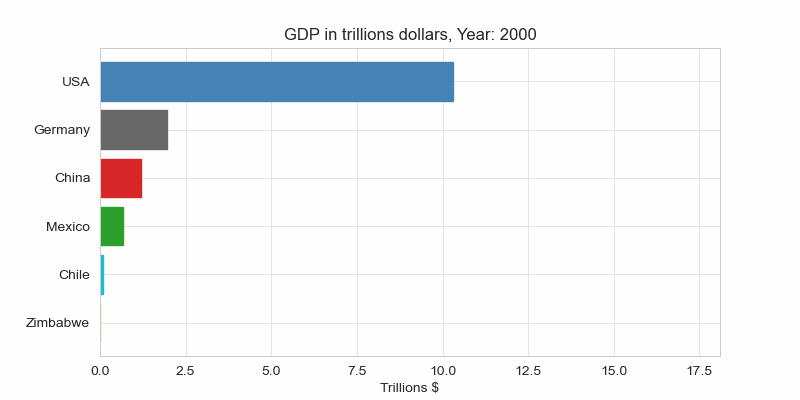 GDP in trillions dollars, Year: 2000
USA
Germany
China
Mexico
Chile
Zimbabwe
0.0 2.5 5.0 7.5 10.0 12.5 15.0 17.5
Trillions $